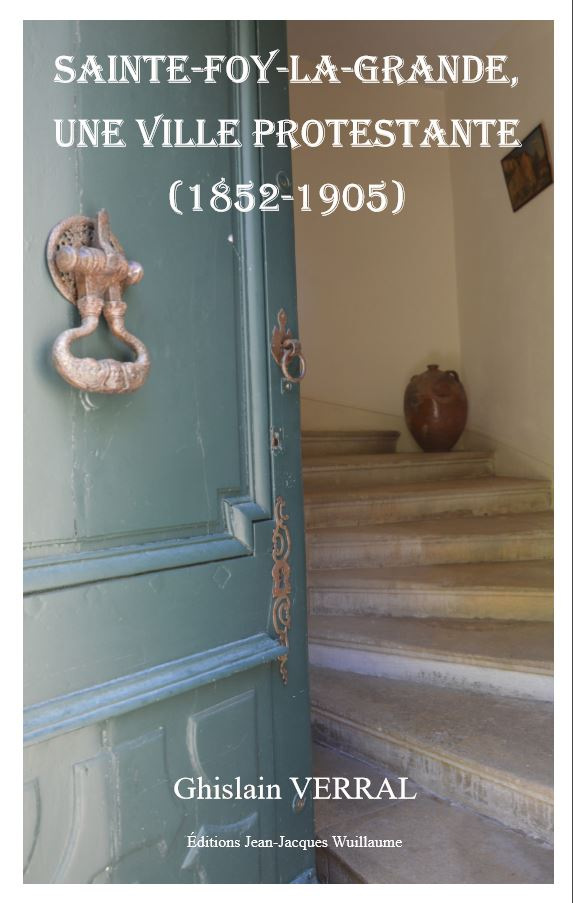 SAINTE-FOY-LA-GRANDE,
UNE VILLE PROTESTANTE
(1852-1905)
Ghislain VERRAL
Éditions Jean-Jacques Wuillaume